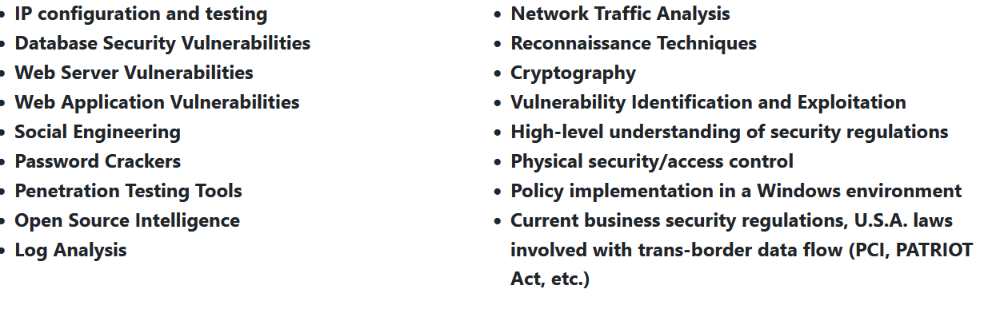 • IP configuration and testing
• Database Security Vulnerabilities
• Web Server Vulnerabilities
• Web Application Vulnerabilities
• Social Engineering
• Password Crackers
• Penetration Testing Tools
• Open Source Intelligence
• Log Analysis
• Network Traffic Analysis
• Reconnaissance Techniques
• Cryptography
• Vulnerability Identification and Exploitation
• High-level understanding of security regulations
• Physical security/access control
• Policy implementation in a Windows environment
• Current business security regulations, U.S.A. laws
involved with trans-border data flow (PCI, PATRIOT
Act, etc.)